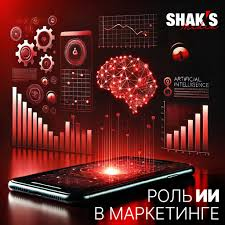 SHAK'S
ARTIFICIAL
INTELLIGENCE
РОЛЬ ИИ
В МАРКЕТИНГЕ